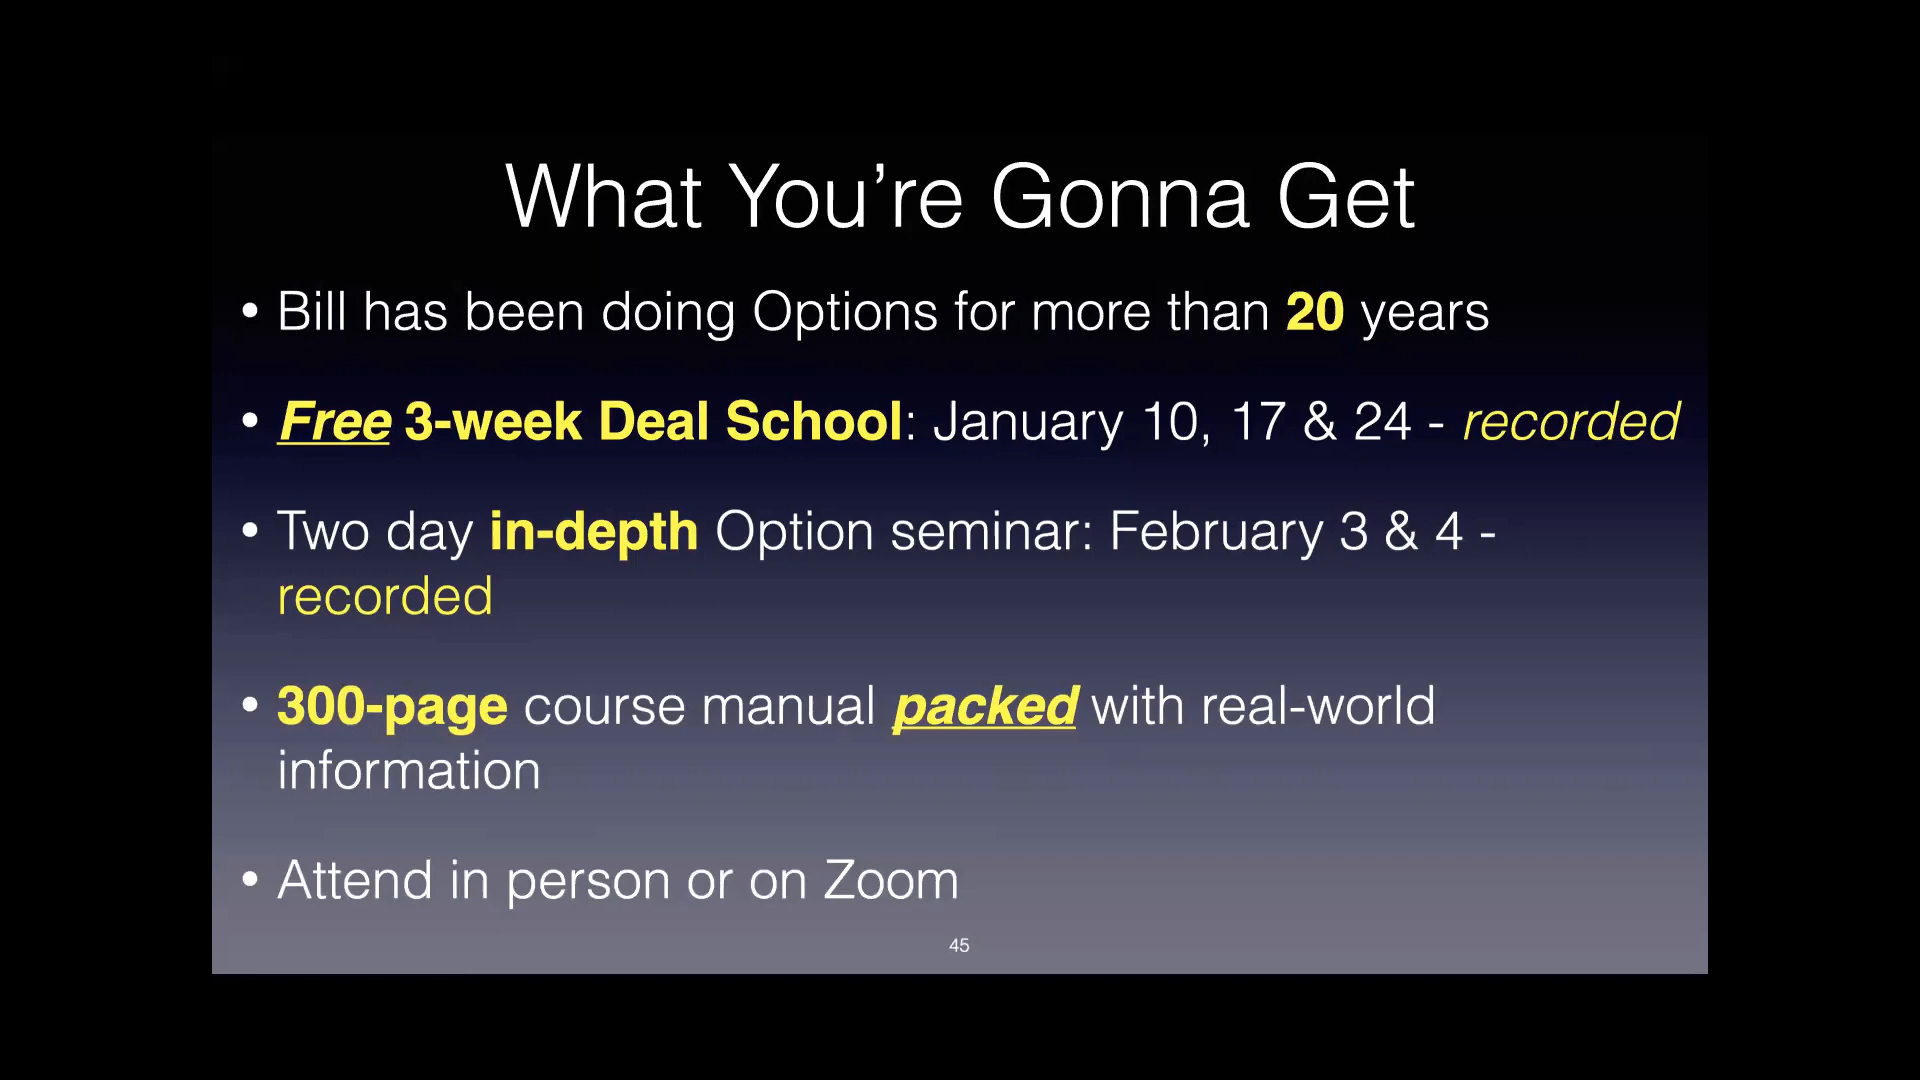 What You’re Gonna Get
• Bill has been doing Options for more than 20 years
• Free 3-week Deal School: January 10, 17 & 24 - recorded
• Two day in-depth Option seminar: February 3 & 4 -
recorded
• 300-page course manual packed with real-world
information
• Attend in person or on Zoom
45